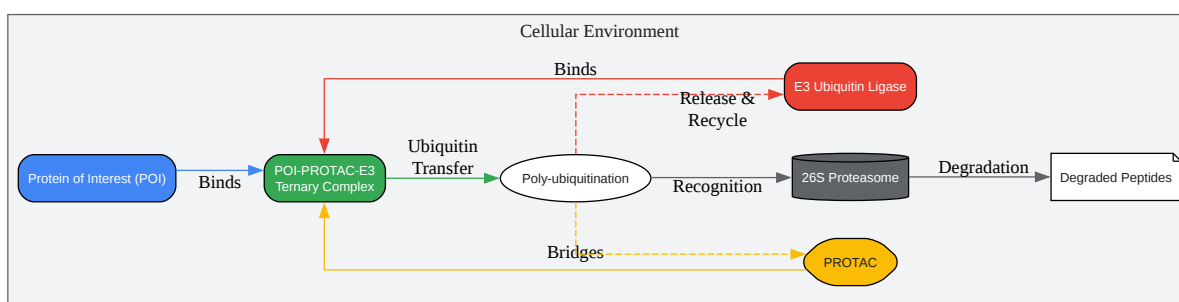 Cellular Environment
Binds
E3 Ubiquitin Ligase
Release &
Recycle
Protein of Interest (POI)
Binds
POI-PROTAC-E3
Ternary Complex
Ubiquitin
Transfer
Poly-ubiquitination
Recognition
26S Proteasome
Degradation
Degraded Peptides
Bridges
PROTAC